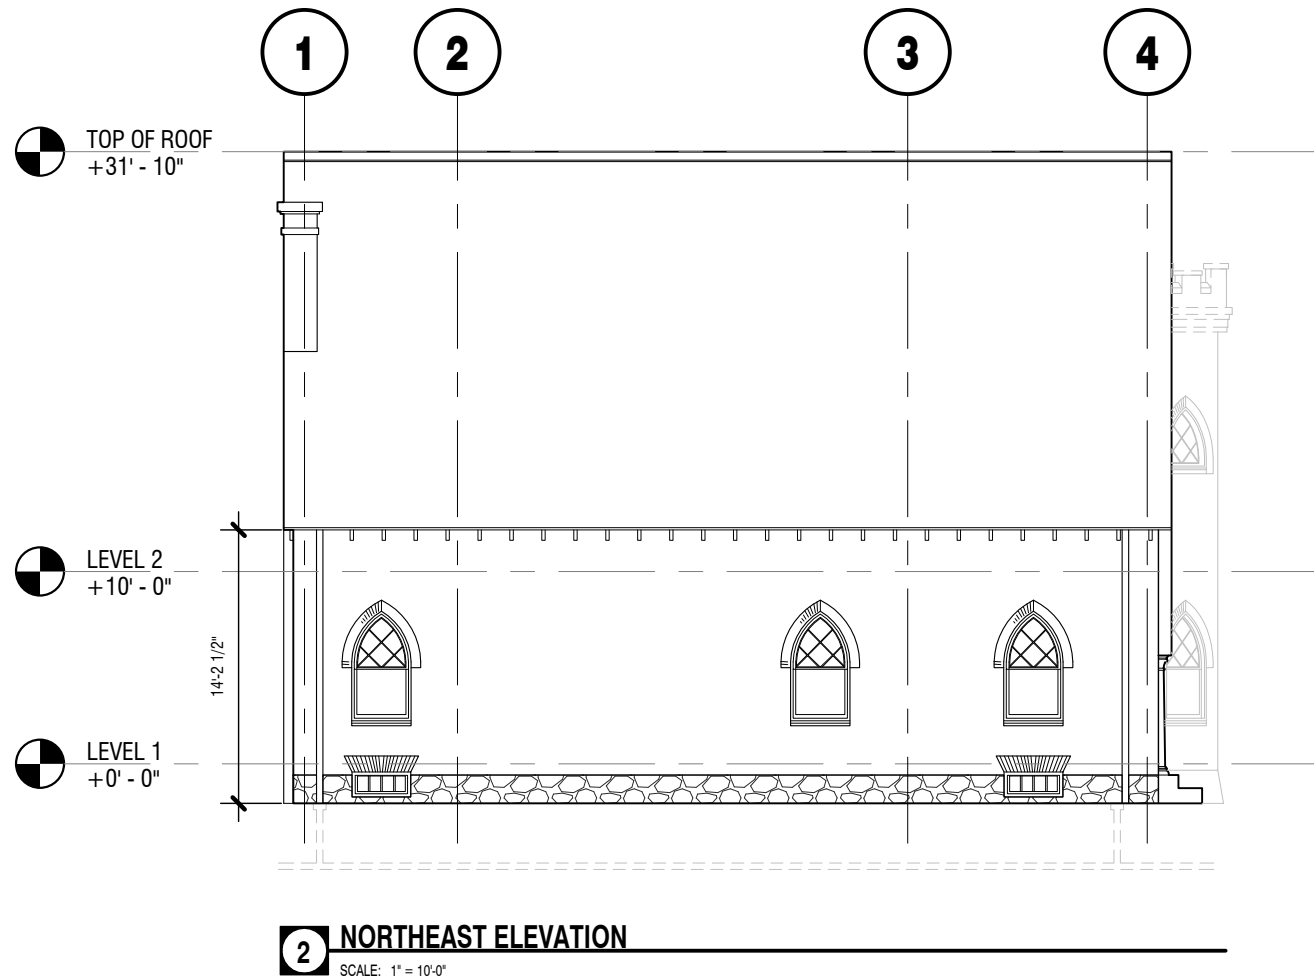 1 2 3 4
TOP OF ROOF
+31' - 10"
LEVEL 2
+10' - 0"
14'-2 1/2"
LEVEL 1
+0' - 0"
2 NORTHEAST ELEVATION
SCALE: 1" = 10'-0"